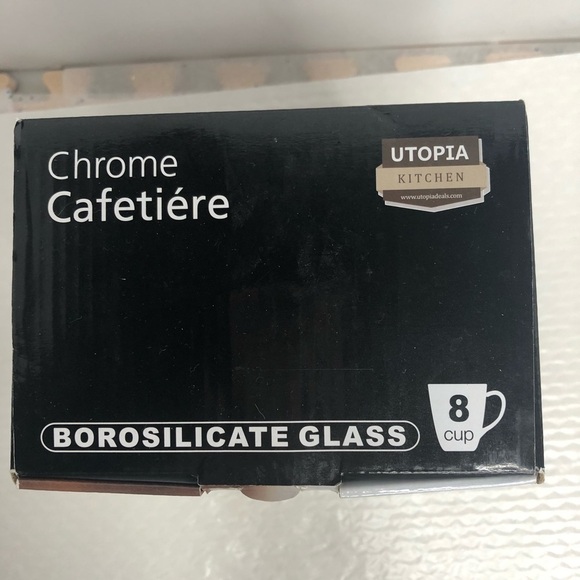 Chrome
Cafetiére
UTOPIA
KITCHEN
www.utopiadeals.com
BOROSILICATE GLASS
8
cup